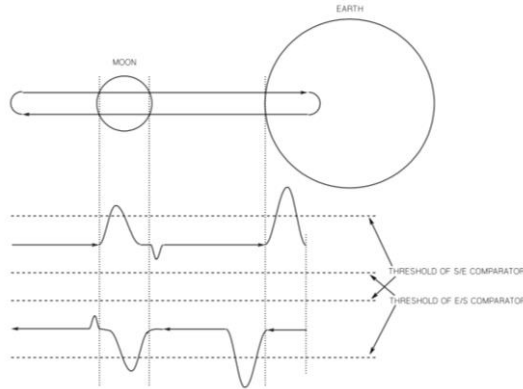 EARTH
MOON
THRESHOLD OF S/E COMPARATOR
THRESHOLD OF E/S COMPARATOR